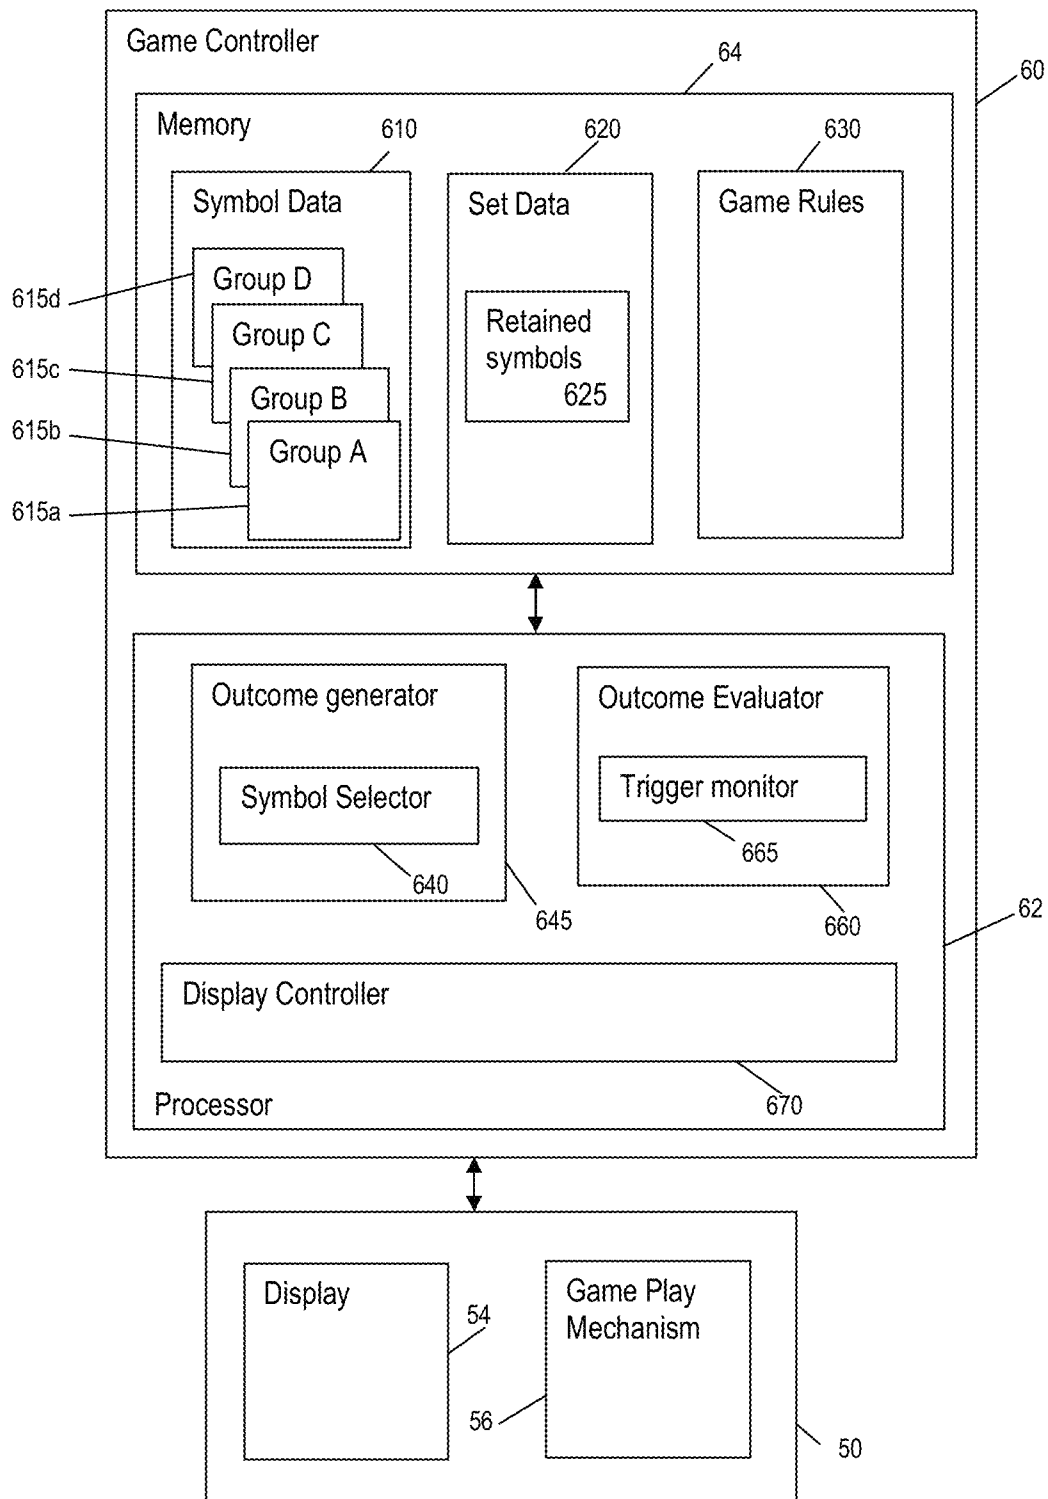 Game Controller
64
60
Memory
610
620
630
Symbol Data
Set Data
Game Rules
Group D
615d
Group C
Retained
symbols
625
615c
Group B
615b
Group A
615a
Outcome generator
Outcome Evaluator
Symbol Selector
Trigger monitor
640
665
645
660
62
Display Controller
Processor
670
Display
Game Play
Mechanism
54
56
50